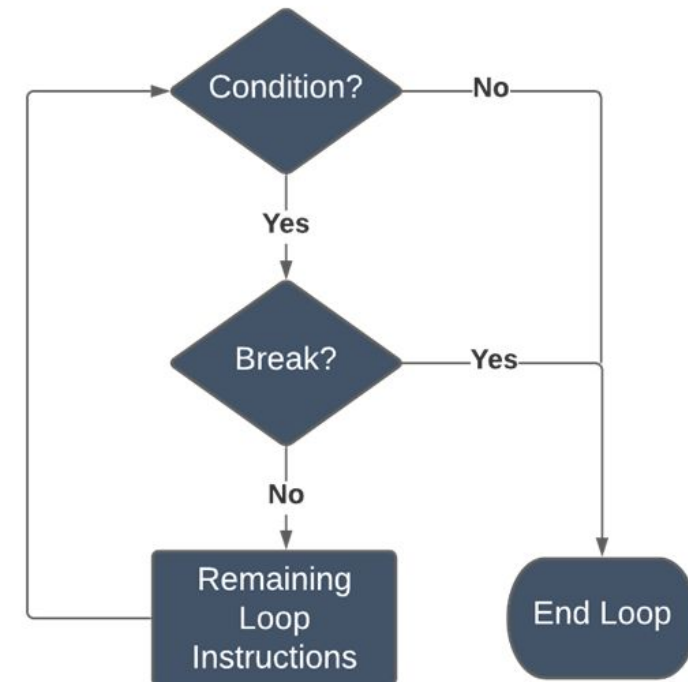 Condition?
No
Yes
Break?
Yes
No
Remaining
Loop
Instructions
End Loop